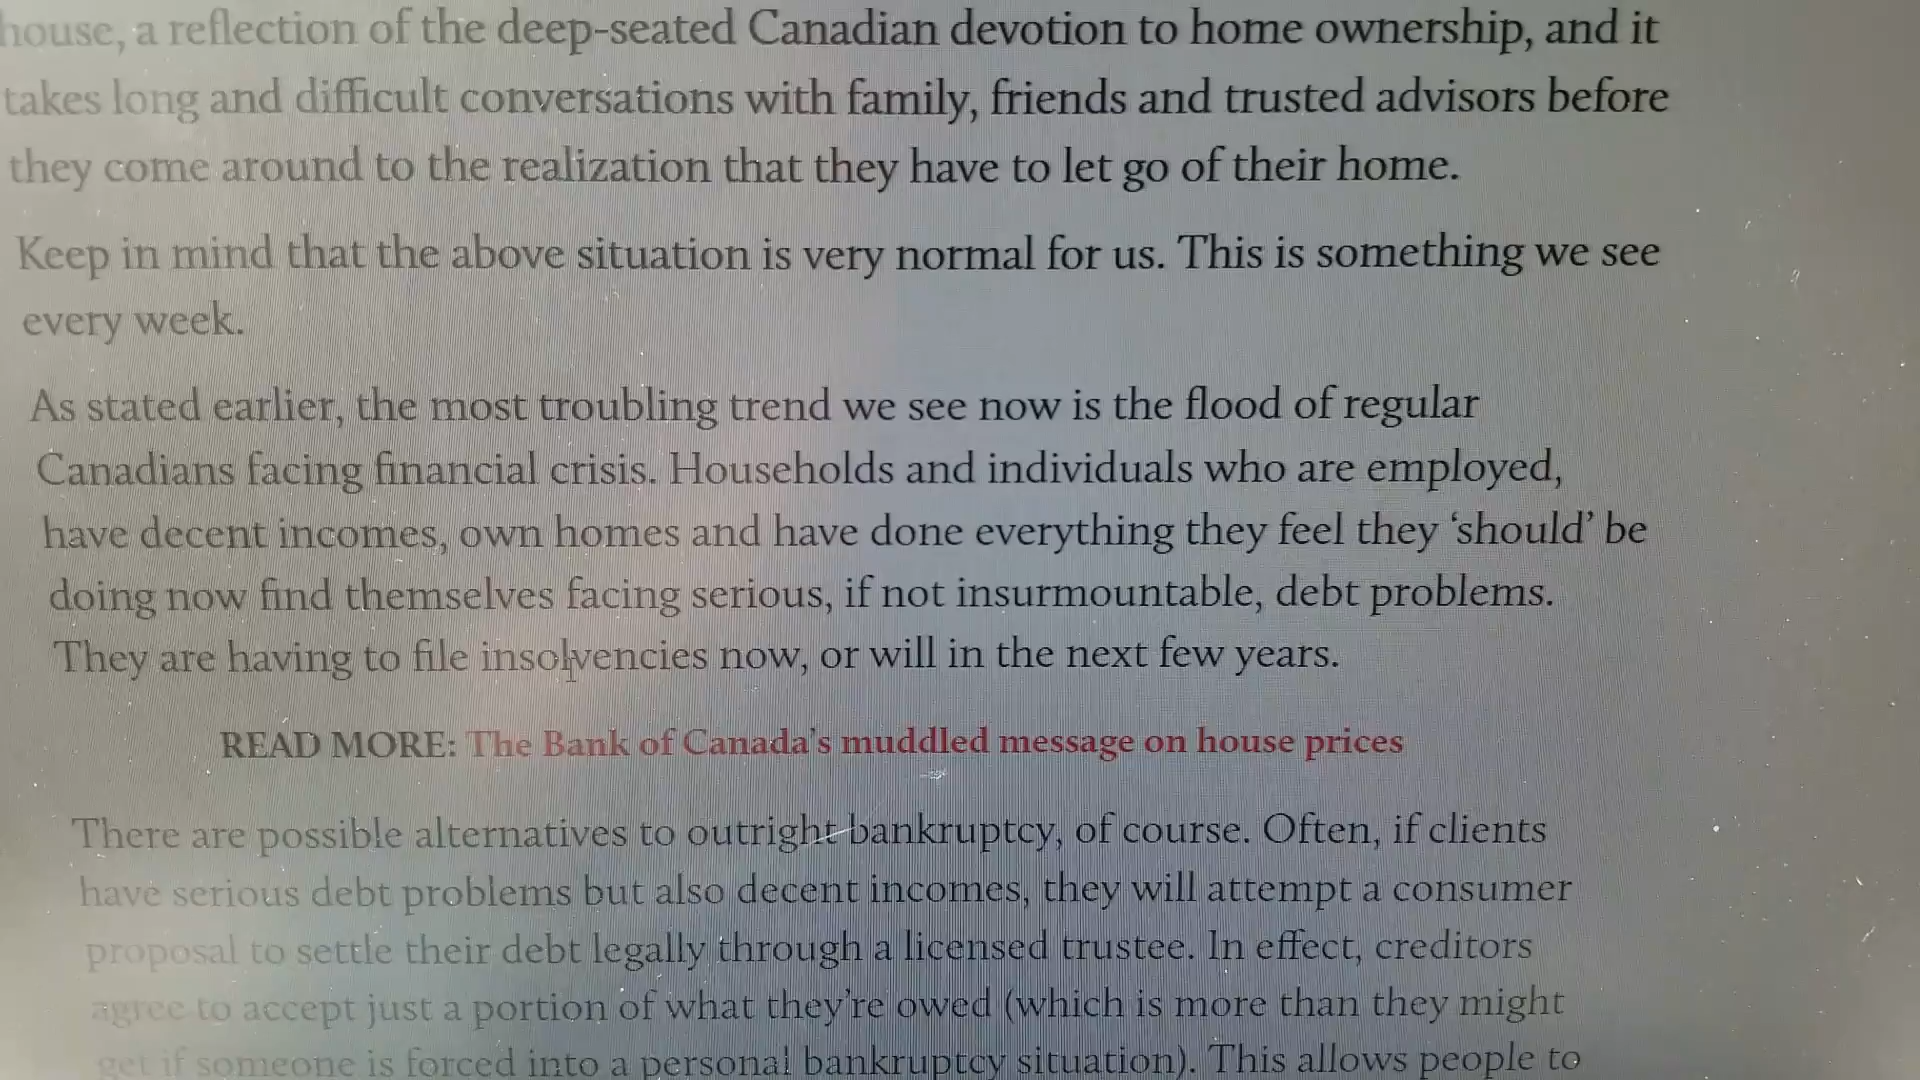 house, a reflection of the deep-seated Canadian devotion to home ownership, and it
takes long and difficult conversations with family, friends and trusted advisors before
they come around to the realization that they have to let go of their home.
Keep in mind that the above situation is very normal for us. This is something we see
every week.
As stated earlier, the most troubling trend we see now is the flood of regular
Canadians facing financial crisis. Households and individuals who are employed,
have decent incomes, own homes and have done everything they feel they ‘should’ be
doing now find themselves facing serious, if not insurmountable, debt problems.
They are having to file insolvencies now, or will in the next few years.
READ MORE: The Bank of Canada's muddled message on house prices
There are possible alternatives to outright bankruptcy, of course. Often, if clients
have serious debt problems but also decent incomes, they will attempt a consumer
proposal to settle their debt legally through a licensed trustee. In effect, creditors
agree to accept just a portion of what they're owed (which is more than they might
get if someone is forced into a personal bankruptcy situation). This allows people to